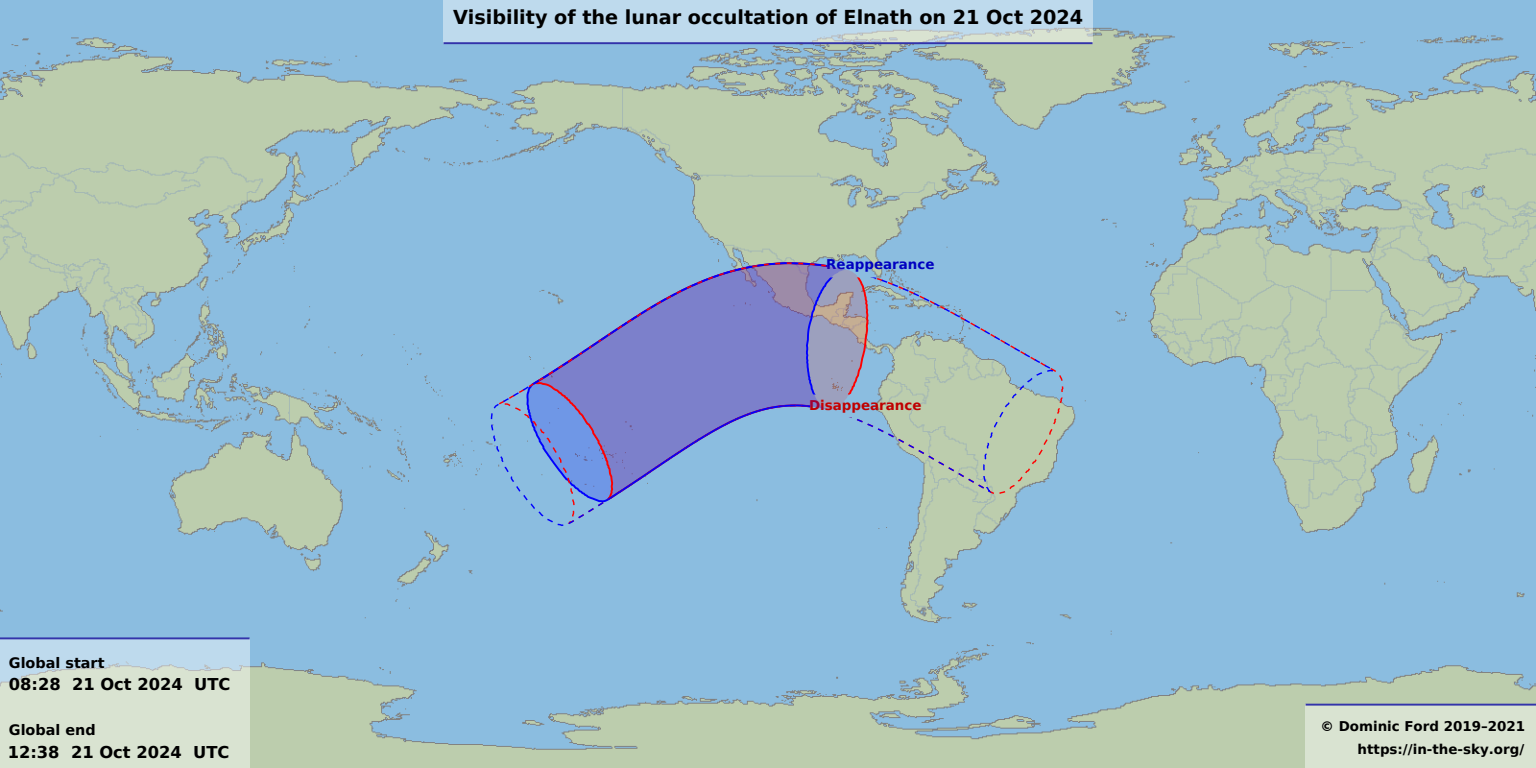 Visibility of the lunar occultation of Elnath on 21 Oct 2024
Reappearance
Disappearance
Global start
08:28 21 Oct 2024 UTC
Global end
12:38 21 Oct 2024 UTC
© Dominic Ford 2019–2021
https://in-the-sky.org/